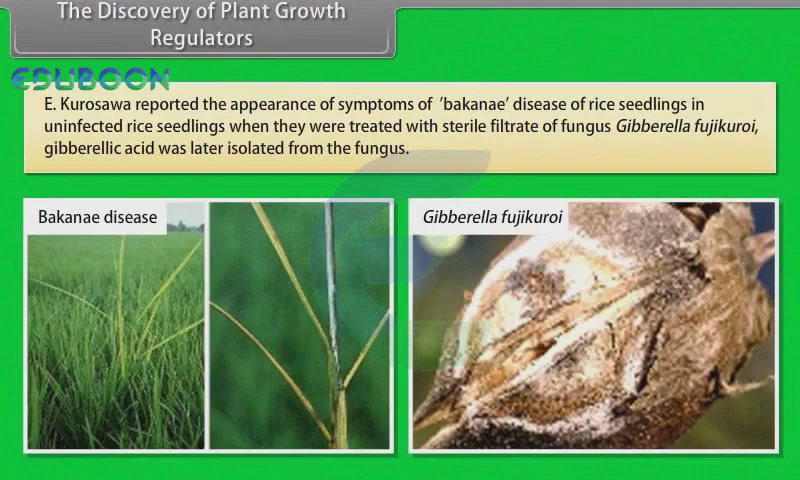 The Discovery of Plant Growth
Regulators
EDUBOON
E. Kurosawa reported the appearance of symptoms of 'bakanae' disease of rice seedlings in
uninfected rice seedlings when they were treated with sterile filtrate of fungus Gibberella fujikuroi,
gibberellic acid was later isolated from the fungus.
Bakanae disease
Gibberella fujikuroi